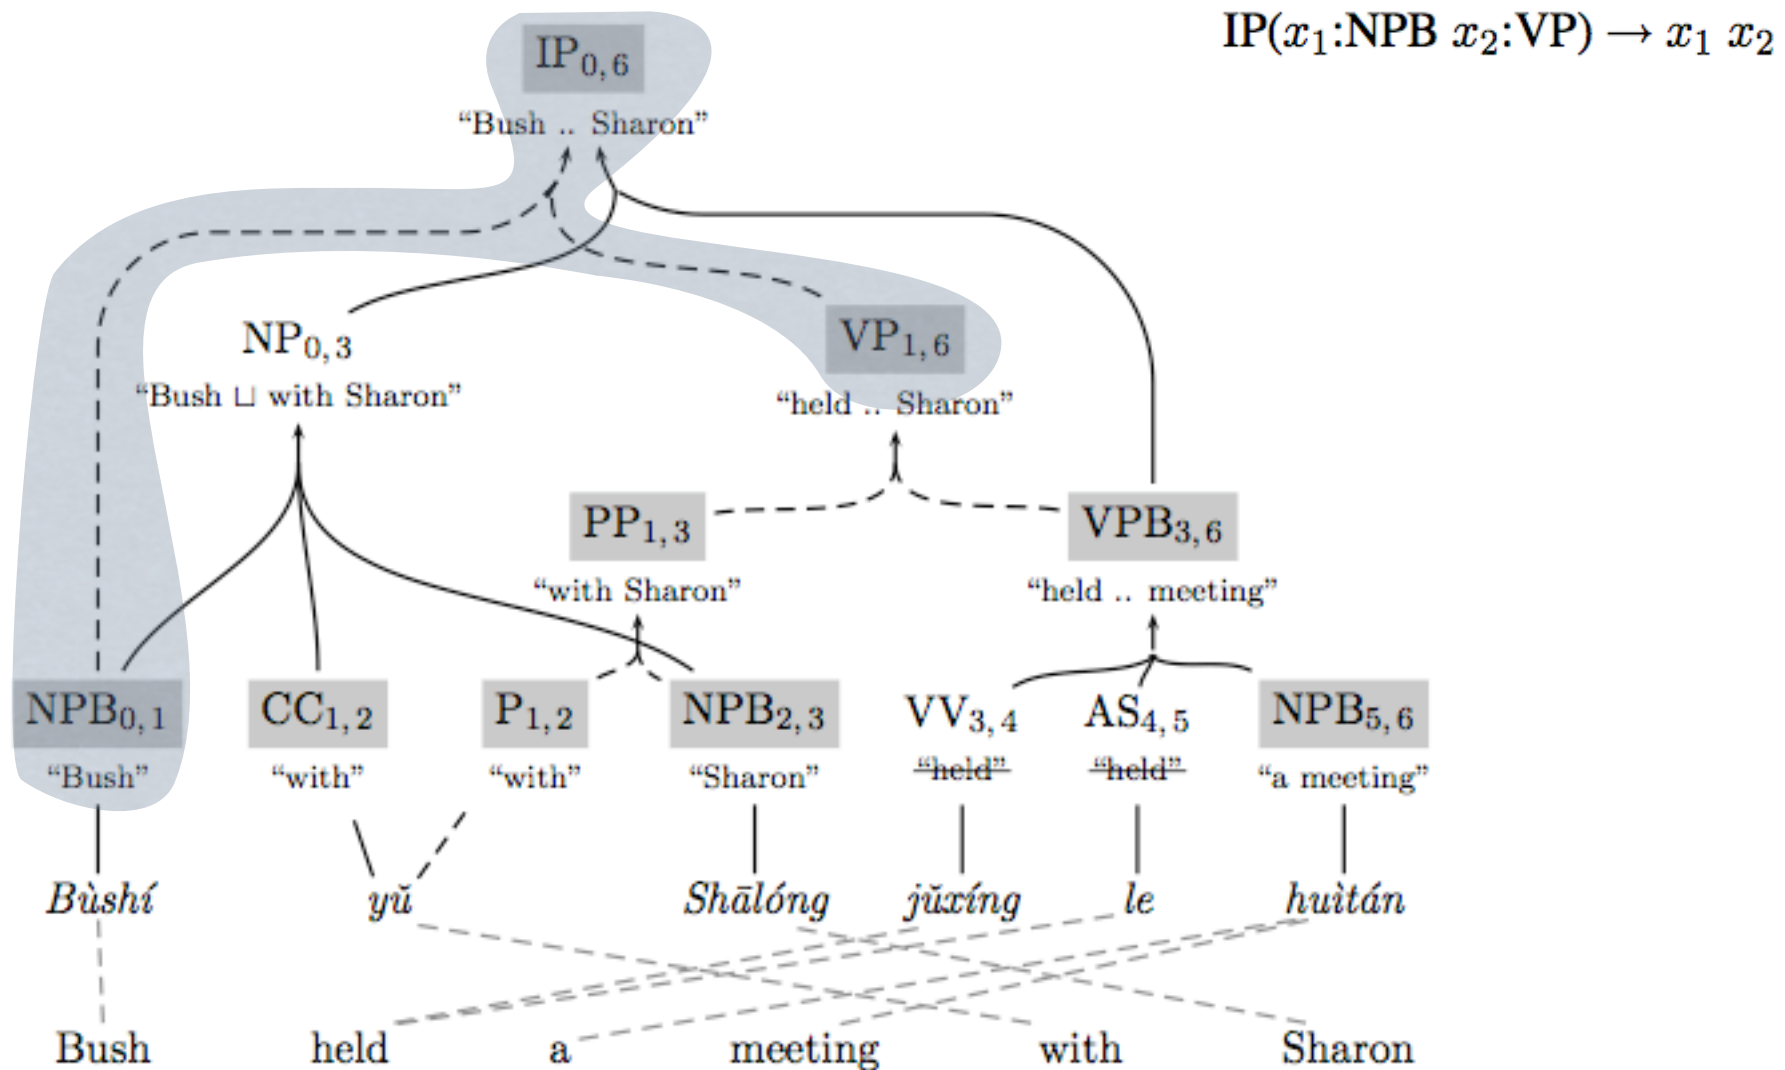 IP(x₁:NPB x₂:VP) → x₁ x₂
IP₀,₆
“Bush .. Sharon”
NP₀,₃
VP₁,₆
“Bush ⊔ with Sharon”
“held .. Sharon”
PP₁,₃
VPB₃,₆
“with Sharon”
“held .. meeting”
NPB₀,₁ CC₁,₂ P₁,₂ NPB₂,₃ VV₃,₄ AS₄,₅ NPB₅,₆
“Bush” “with” “with” “Sharon” “held” “held” “a meeting”
Bùshí yǔ Shālóng jǔxíng le huìtán
Bush held a meeting with Sharon